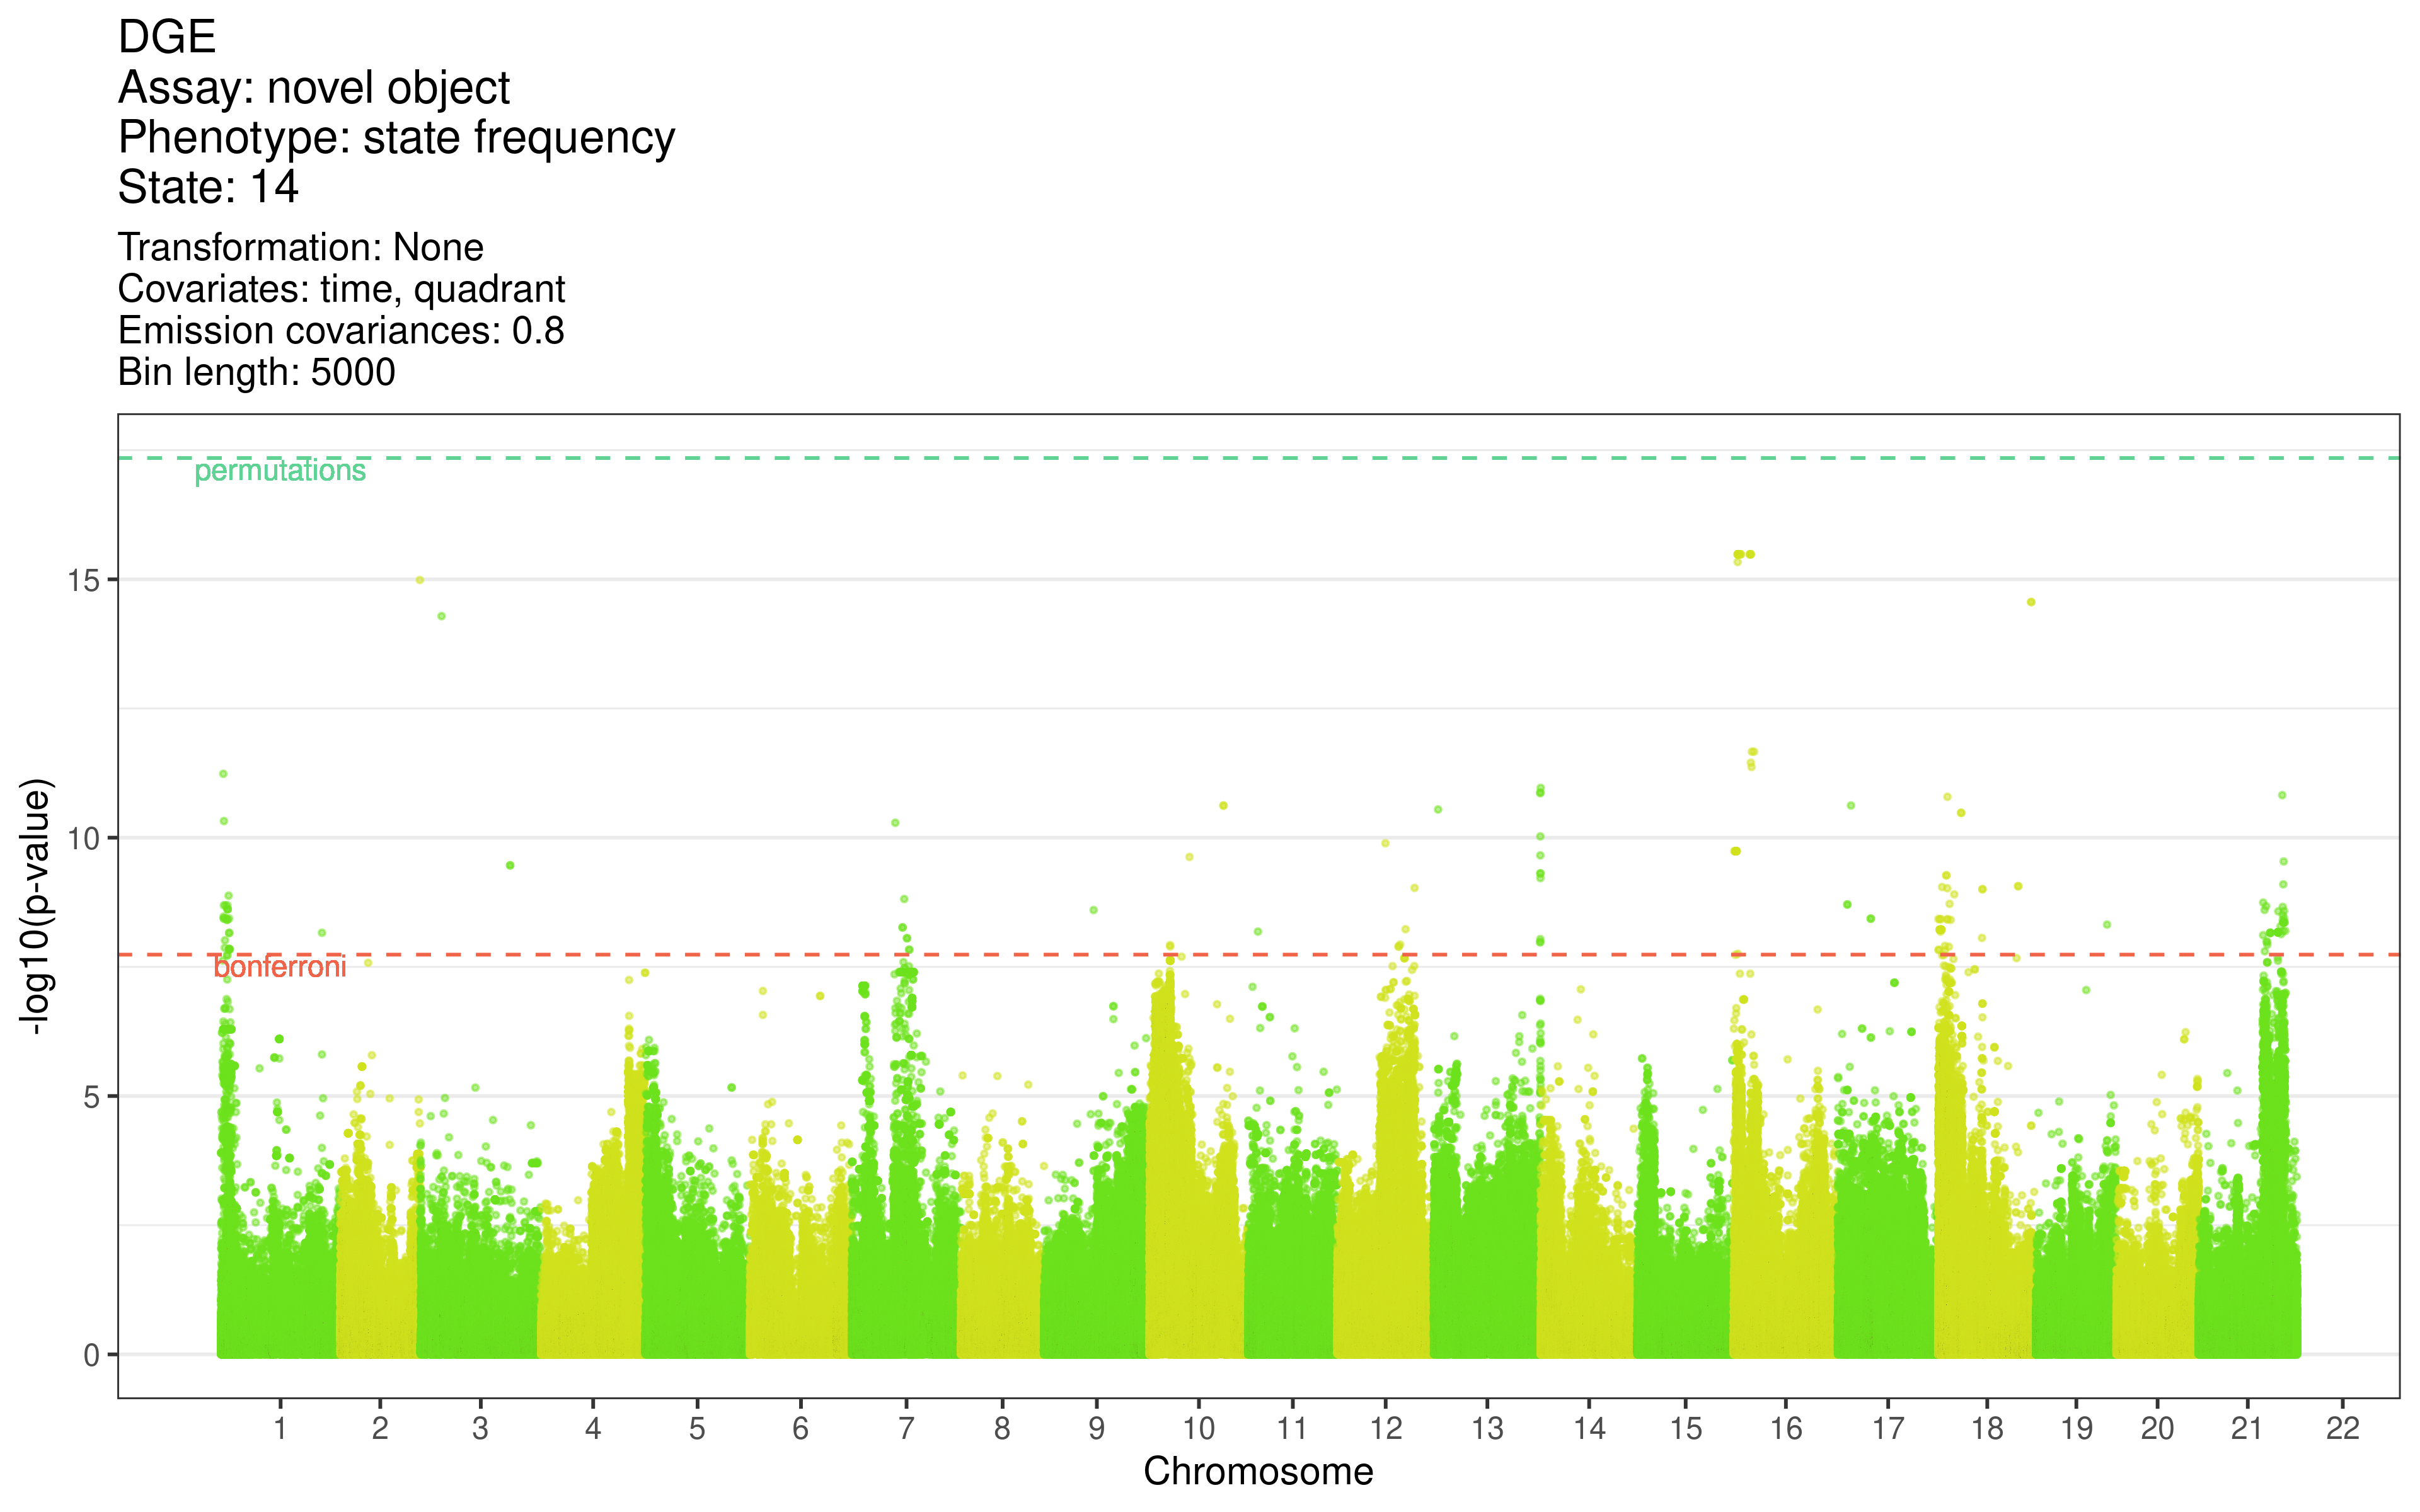 DGE
Assay: novel object
Phenotype: state frequency
State: 14
Transformation: None
Covariates: time, quadrant
Emission covariances: 0.8
Bin length: 5000
permutations
15
10
bonferroni
5
0
-log10(p-value)
1 2 3 4 5 6 7 8 9 10 11 12 13 14 15 16 17 18 19 20 21 22
Chromosome